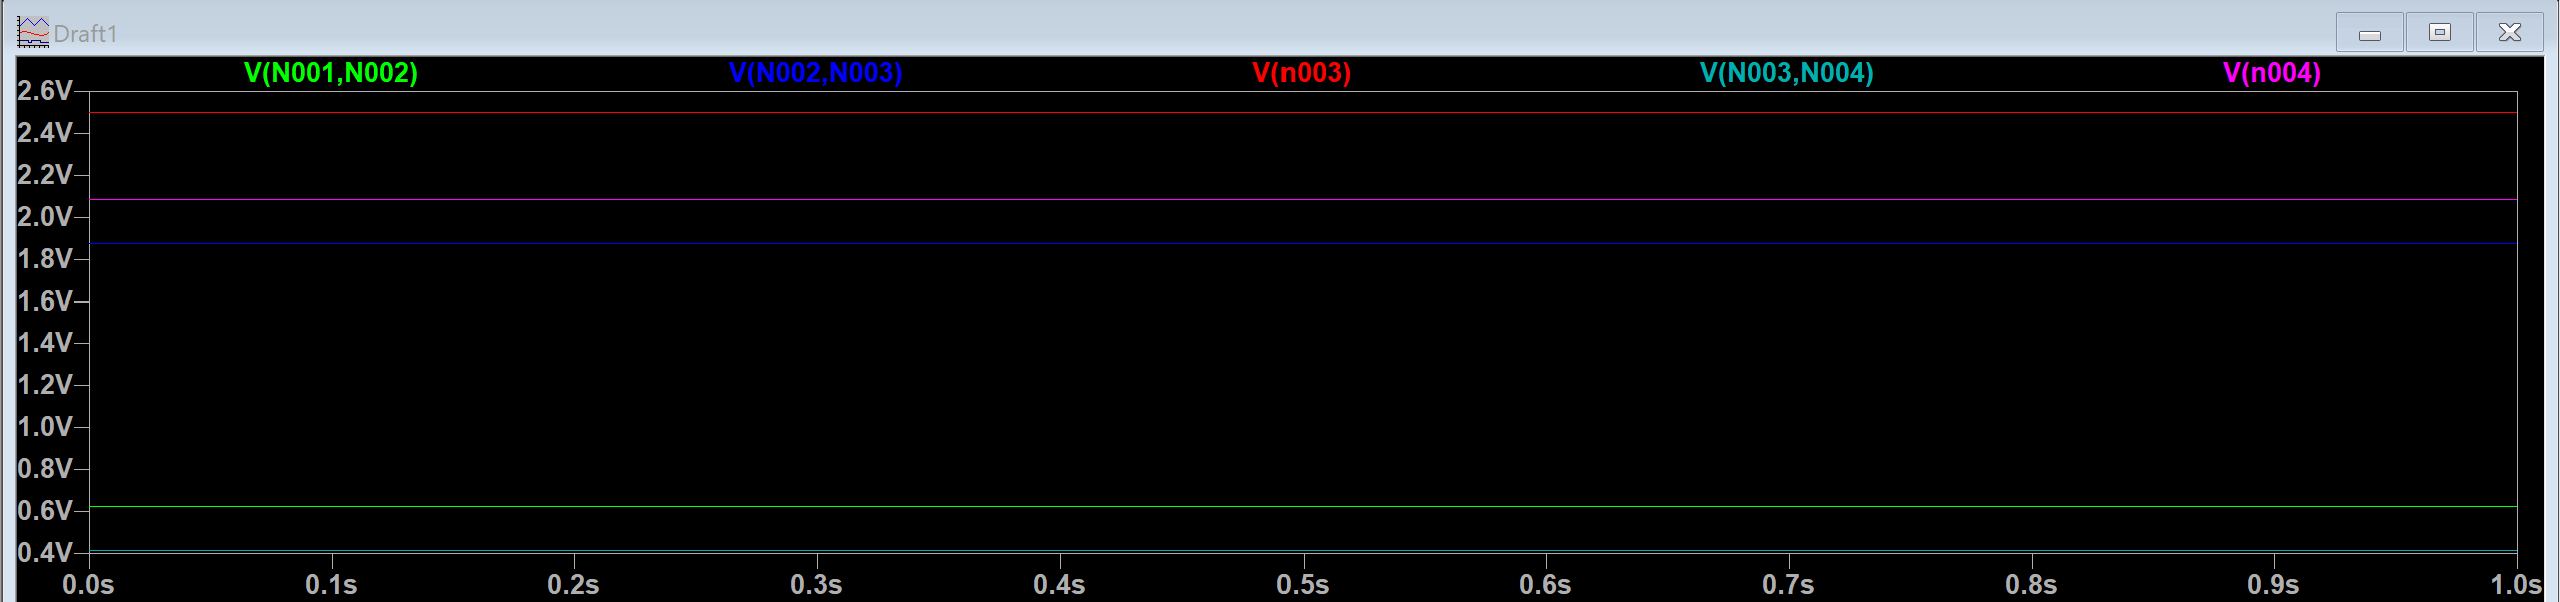 Draft1
V(N001,N002) V(N002,N003) V(n003) V(N003,N004) V(n004)
2.6V
2.4V
2.2V
2.0V
1.8V
1.6V
1.4V
1.2V
1.0V
0.8V
0.6V
0.4V
0.0s 0.1s 0.2s 0.3s 0.4s 0.5s 0.6s 0.7s 0.8s 0.9s 1.0s